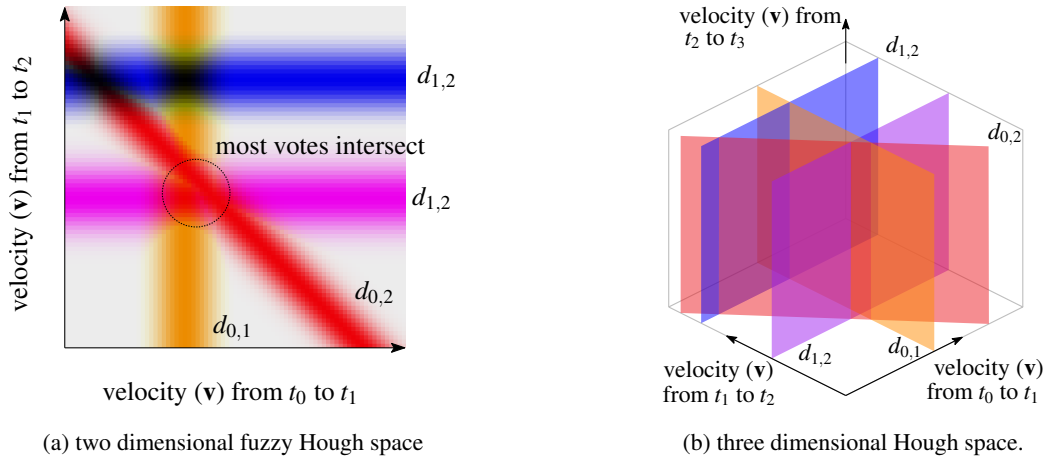 velocity (v) from t1 to t2
d1,2
most votes intersect
d1,2
d0,2
d0,1
velocity (v) from t0 to t1
(a) two dimensional fuzzy Hough space
velocity (v) from
t2 to t3
d1,2
d0,2
d1,2
d0,1
velocity (v)
from t1 to t2
velocity (v)
from t0 to t1
(b) three dimensional Hough space.